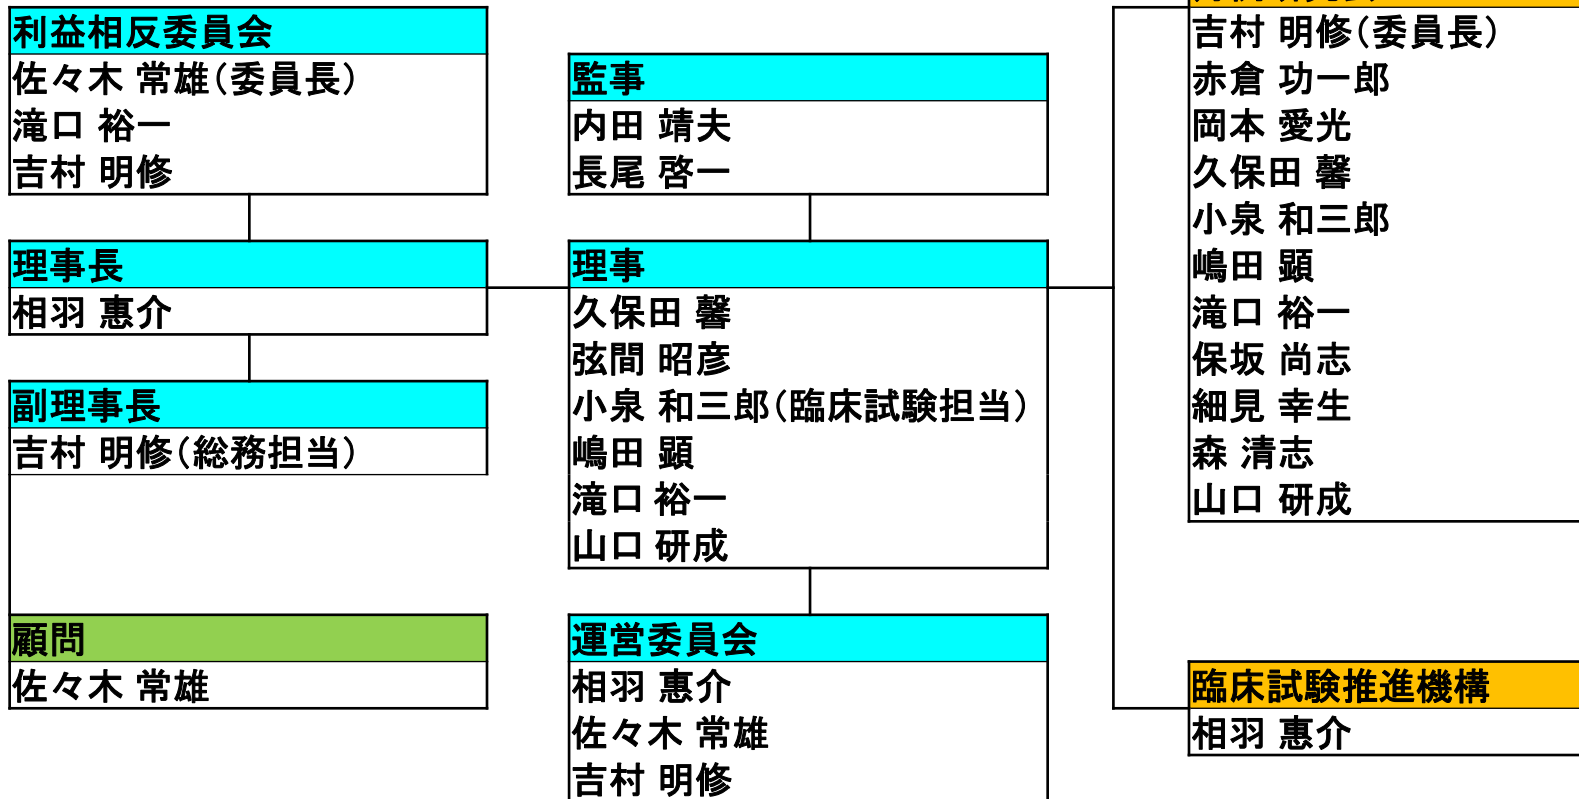 利益相反委員会
佐々木 常雄(委員長)
滝口 裕一
吉村 明修
理事長
相羽 惠介
副理事長
吉村 明修(総務担当)
顧問
佐々木 常雄
監事
内田 靖夫
長尾 啓一
理事
久保田 馨
弦間 昭彦
小泉 和三郎(臨床試験担当)
嶋田 顕
滝口 裕一
山口 研成
運営委員会
相羽 惠介
佐々木 常雄
吉村 明修
吉村 明修(委員長)
赤倉 功一郎
岡本 愛光
久保田 馨
小泉 和三郎
嶋田 顕
滝口 裕一
保坂 尚志
細見 幸生
森 清志
山口 研成
臨床試験推進機構
相羽 惠介